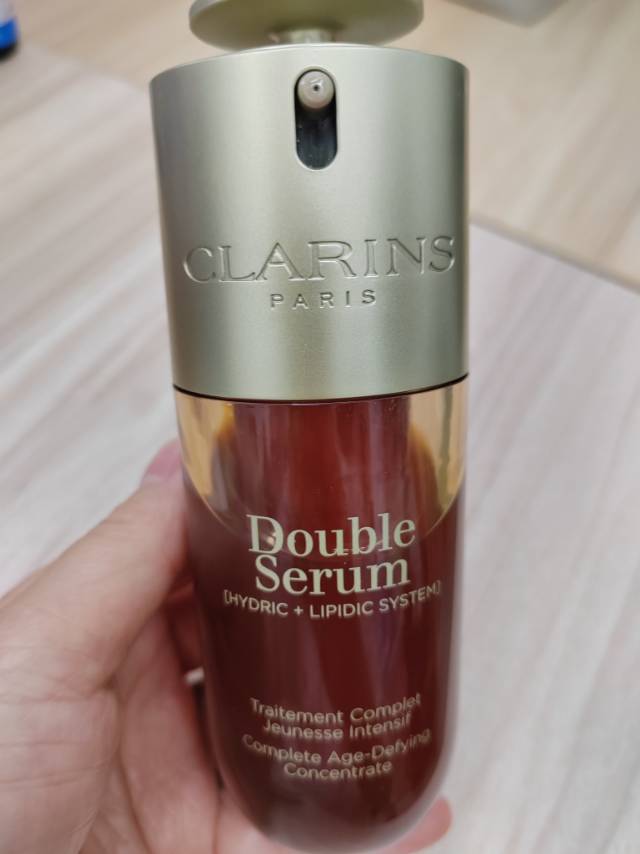 CLARINS
PARIS
Double
Serum
[HYDRIC + LIPIDIC SYSTEM]
Traitement Complet
Jeunesse Intensif
Complete Age-Defying
Concentrate